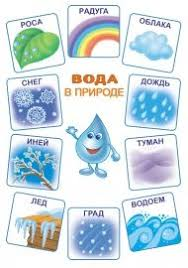 РОСА
РАДУГА
ОБЛАКА
СНЕГ
ВОДА
В ПРИРОДЕ
ДОЖДЬ
ИНЕЙ
ТУМАН
ЛЕД
ГРАД
ВОДОЕМ